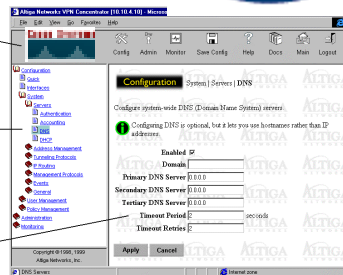 Altiga Networks VPN Concentrator [10.10.4.10] - Microso
File Edit View Go Favorites Help
Config Admin Monitor Save Config Help Docs Main Logout
Configuration
Quick
Interfaces
System
Servers
Authentication
Accounting
DNS
DHCP
Address Management
Tunneling Protocols
IP Routing
Management Protocols
Events
General
User Management
Policy Management
Administration
Monitoring
Copyright © 1998, 1999
Altiga Networks, Inc.
Configuration System | Servers | DNS
Configure system-wide DNS (Domain Name System) servers.
Configuring DNS is optional, but it lets you use hostnames rather than IP
addresses.
Enabled
Domain
Primary DNS Server 0.0.0.0
Secondary DNS Server 0.0.0.0
Tertiary DNS Server 0.0.0.0
Timeout Period 2 seconds
Timeout Retries 2
Apply Cancel
ALTIGA
DNS Servers Internet zone